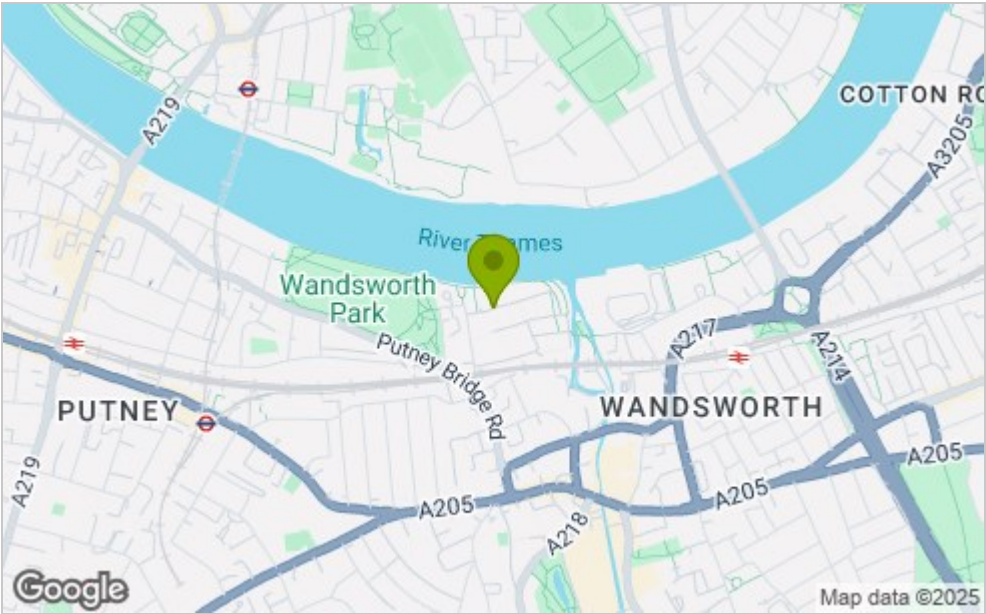 A219
COTTON RO
A3205
River Thames
Wandsworth
Park
A217
Putney Bridge Rd
A214
PUTNEY
WANDSWORTH
A219
A205
A205
A205
A218
Google
Map data ©2025